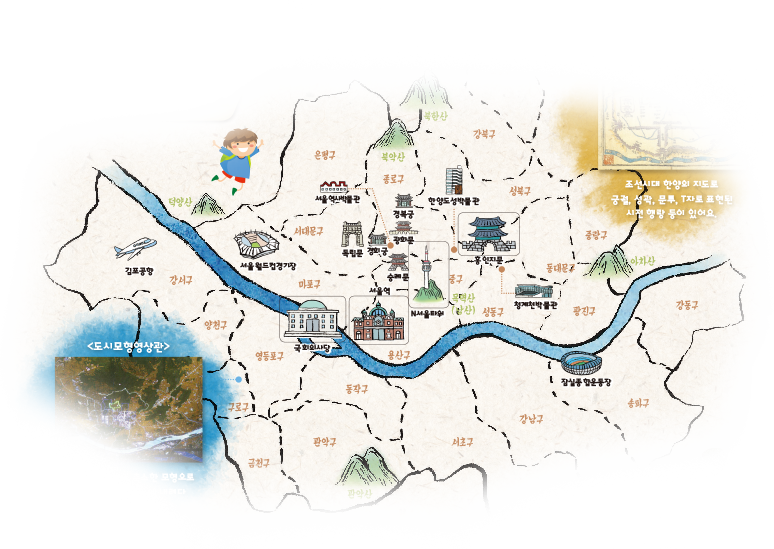 북한산
강북구
은평구
북악산
종로구
조선시대 한양의 지도로
궁궐, 성곽, 문루, T자로 표현된
시전 행랑 등이 있어요.
서울역사박물관
한양도성박물관
성북구
덕양산
경복궁
서대문구
독립문
경희궁
광화문
흥인지문
중랑구
김포공항
서울월드컵경기장
숭례문
동대문구
아차산
강서구
마포구
서울역
중구
청계천박물관
N서울타워
목멱산
(남산)
성동구
광진구
강동구
양천구
국회의사당
<도시모형영상관>
영등포구
용산구
잠실종합운동장
동작구
구로구
송파구
강남구
관악구
서초구
금천구
관악산